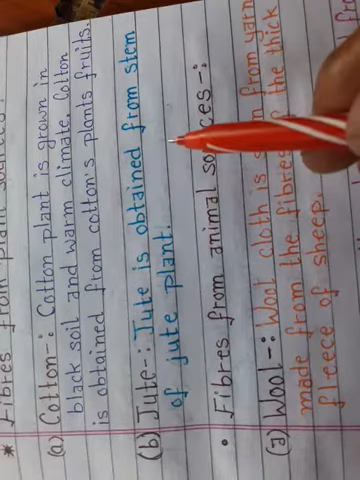 * Fibres from plant sources:
(a) Cotton-: Cotton plant is grown in
black soil and warm climate. Cotton
is obtained from cotton's plants fruits.
(b) Jute-: Jute is obtained from stem
of jute plant.
• Fibres from animal so ces-:
(a) Wool-: Wool cloth is from yarn
made from the fibres the thick
fleece of sheep.